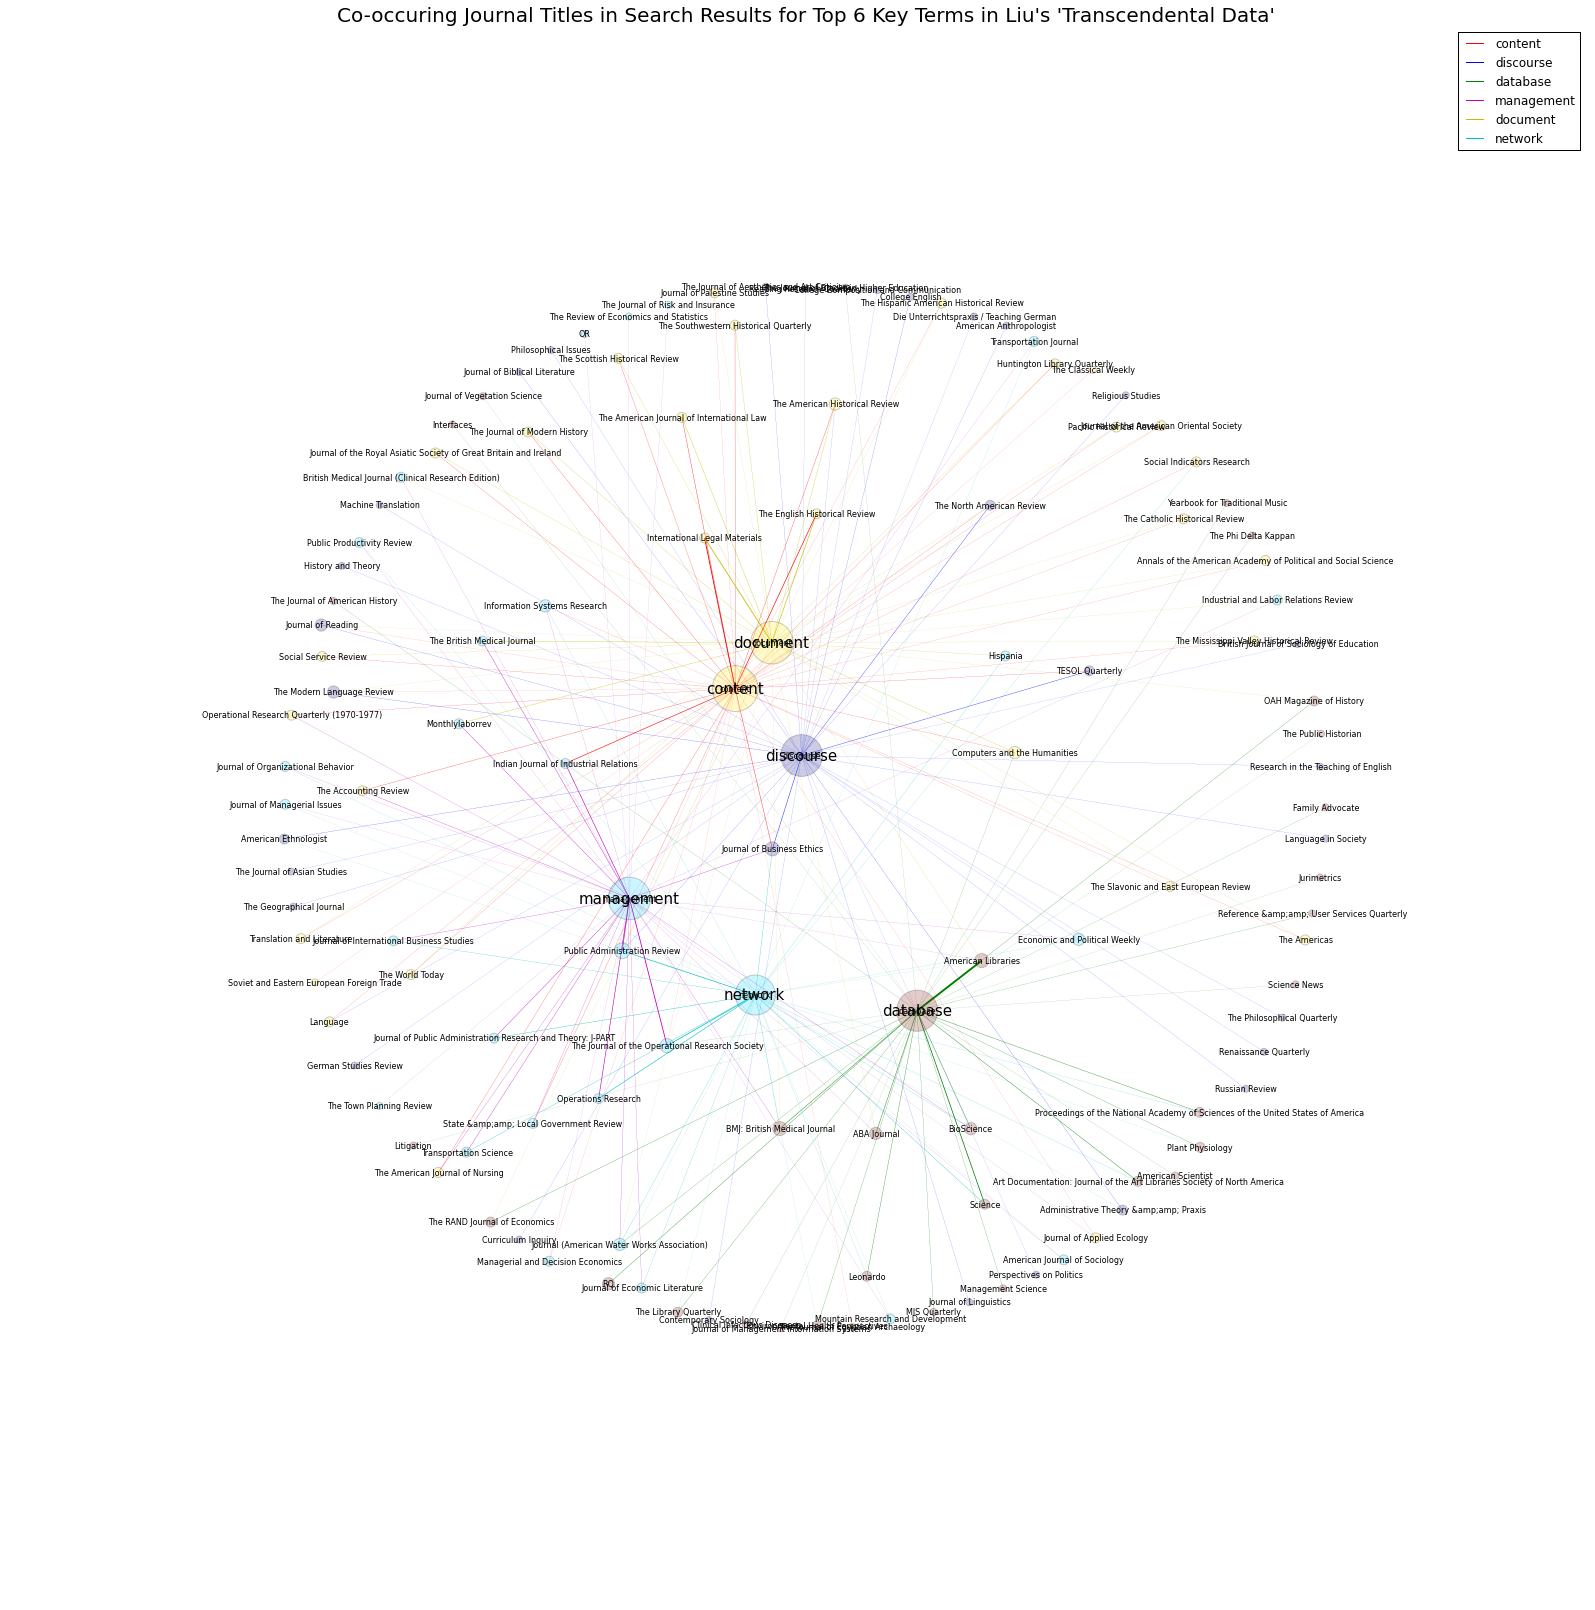 Co-occuring Journal Titles in Search Results for Top 6 Key Terms in Liu's 'Transcendental Data'
content
discourse
database
management
document
network
Journal of Palestine Studies
College English
The Journal of Risk and Insurance
The Hispanic American Historical Review
The Review of Economics and Statistics
Die Unterrichtspraxis / Teaching German
The Southwestern Historical Quarterly
American Anthropologist
OR
Transportation Journal
Philosophical Issues
The Scottish Historical Review
Huntington Library Quarterly
The Classical Weekly
Journal of Biblical Literature
Journal of Vegetation Science
Religious Studies
The American Historical Review
The American Journal of International Law
Interfaces
The Journal of Modern History
Pacific Historical Review
Journal of the American Oriental Society
Journal of the Royal Asiatic Society of Great Britain and Ireland
Social Indicators Research
British Medical Journal (Clinical Research Edition)
Machine Translation
The North American Review
Yearbook for Traditional Music
The English Historical Review
The Catholic Historical Review
International Legal Materials
The Phi Delta Kappan
Public Productivity Review
Annals of the American Academy of Political and Social Science
History and Theory
The Journal of American History
Information Systems Research
Industrial and Labor Relations Review
Journal of Reading
The British Medical Journal
document
The Mississippi Valley Historical Review
British Journal of Sociology of Education
Social Service Review
Hispania
TESOL Quarterly
The Modern Language Review
content
OAH Magazine of History
Operational Research Quarterly (1970-1977)
Monthlylaborrev
The Public Historian
discourse
Computers and the Humanities
Indian Journal of Industrial Relations
Journal of Organizational Behavior
Research in the Teaching of English
The Accounting Review
Journal of Managerial Issues
Family Advocate
American Ethnologist
Language in Society
Journal of Business Ethics
The Journal of Asian Studies
Jurimetrics
The Slavonic and East European Review
management
The Geographical Journal
Reference &amp;amp; User Services Quarterly
Translation and Literature
Journal of International Business Studies
Economic and Political Weekly
The Americas
Public Administration Review
American Libraries
The World Today
Soviet and Eastern European Foreign Trade
Science News
network
database
Language
The Philosophical Quarterly
Journal of Public Administration Research and Theory: J-PART
The Journal of the Operational Research Society
Renaissance Quarterly
German Studies Review
Russian Review
Operations Research
The Town Planning Review
Proceedings of the National Academy of Sciences of the United States of America
State &amp;amp; Local Government Review
BMJ: British Medical Journal
ABA Journal
BioScience
Litigation
Transportation Science
Plant Physiology
The American Journal of Nursing
American Scientist
Art Documentation: Journal of the Art Libraries Society of North America
Science
Administrative Theory &amp;amp; Praxis
The RAND Journal of Economics
Curriculum Inquiry
Journal (American Water Works Association)
Journal of Applied Ecology
Managerial and Decision Economics
American Journal of Sociology
Perspectives on Politics
Leonardo
RQ
Journal of Economic Literature
Management Science
Journal of Linguistics
The Library Quarterly
MIS Quarterly
Contemporary Sociology
Mountain Research and Development
Journal of Management Information Systems